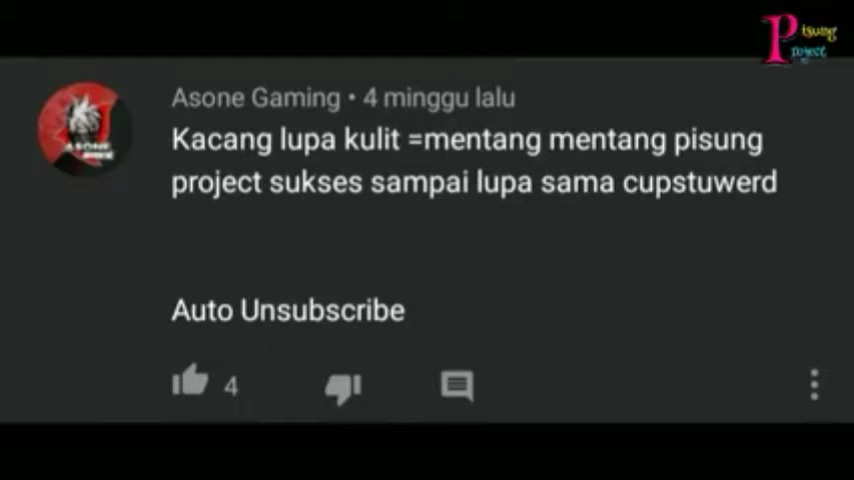 Pisung
Project
Asone Gaming • 4 minggu lalu
Kacang lupa kulit =mentang mentang pisung
project sukses sampai lupa sama cupstuwerd
Auto Unsubscribe
4